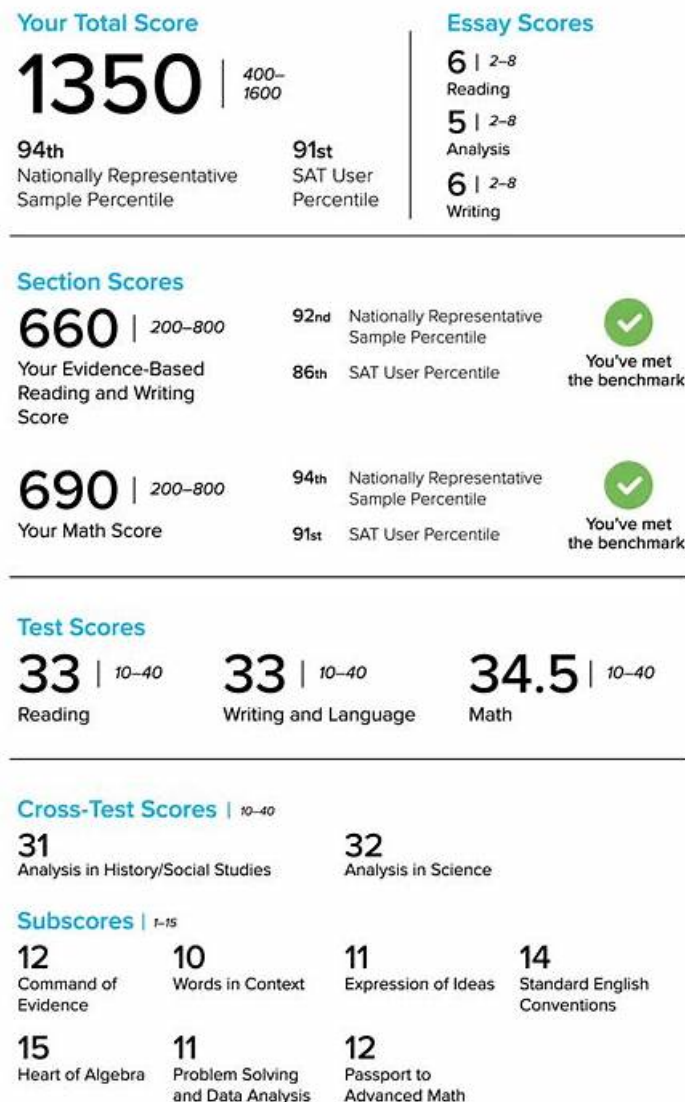 Your Total Score
1350 | 400–
1600
94th
Nationally Representative
Sample Percentile
91st
SAT User
Percentile
Essay Scores
6 | 2–8
Reading
5 | 2–8
Analysis
6 | 2–8
Writing
Section Scores
660 | 200–800
Your Evidence-Based
Reading and Writing
Score
92nd Nationally Representative
Sample Percentile
86th SAT User Percentile
You've met
the benchmark
690 | 200–800
Your Math Score
94th Nationally Representative
Sample Percentile
91st SAT User Percentile
You've met
the benchmark
Test Scores
33 | 10–40
Reading
33 | 10–40
Writing and Language
34.5 | 10–40
Math
Cross-Test Scores | 10–40
31
Analysis in History/Social Studies
32
Analysis in Science
Subscores | 1–15
12
Command of
Evidence
10
Words in Context
11
Expression of Ideas
14
Standard English
Conventions
15
Heart of Algebra
11
Problem Solving
and Data Analysis
12
Passport to
Advanced Math